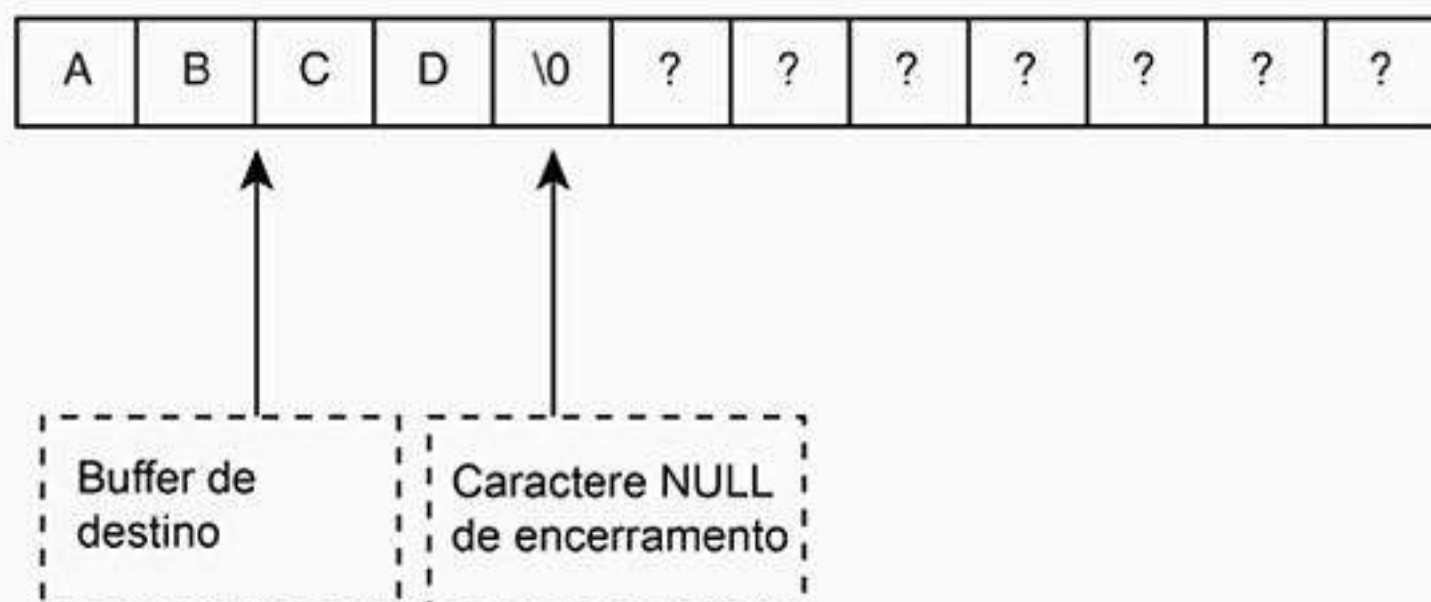 A B C D \0 ? ? ? ? ? ? ?
Buffer de
destino
Caractere NULL
de encerramento